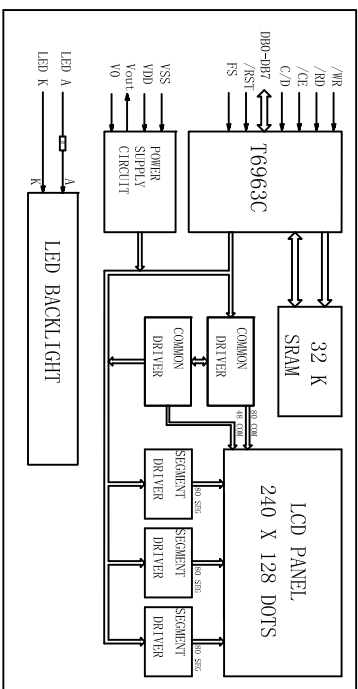 /WR
/RD
/CE
C/D
DB0-DB7
/RST
FS
T6963C
32 K
SRAM
LCD PANEL
240 X 128 DOTS
80 COM
48 COM
COMMON
DRIVER
COMMON
DRIVER
VSS
VDD
Vout
V0
POWER
SUPPLY
CIRCUIT
SEGMENT
DRIVER
80 SEG
SEGMENT
DRIVER
80 SEG
SEGMENT
DRIVER
80 SEG
LED A
LED K
R
A
K
LED BACKLIGHT